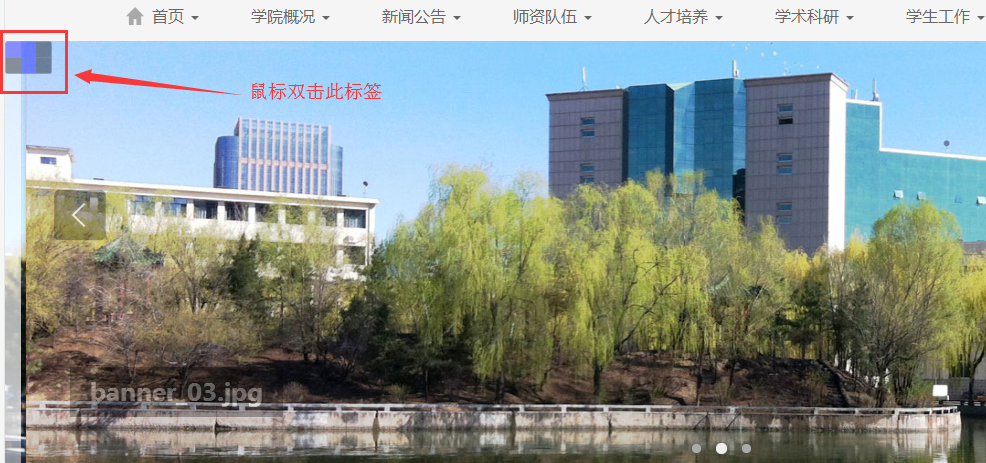 首页 学院概况 新闻公告 师资队伍 人才培养 学术科研 学生工作
鼠标双击此标签
banner_03.jpg